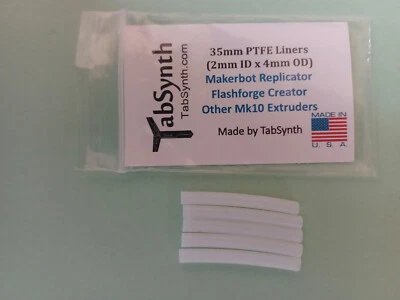 TabSynth
TabSynth.com
35mm PTFE Liners
(2mm ID x 4mm OD)
Makerbot Replicator
Flashforge Creator
Other Mk10 Extruders
Made by TabSynth
MADE IN
U.S.A.